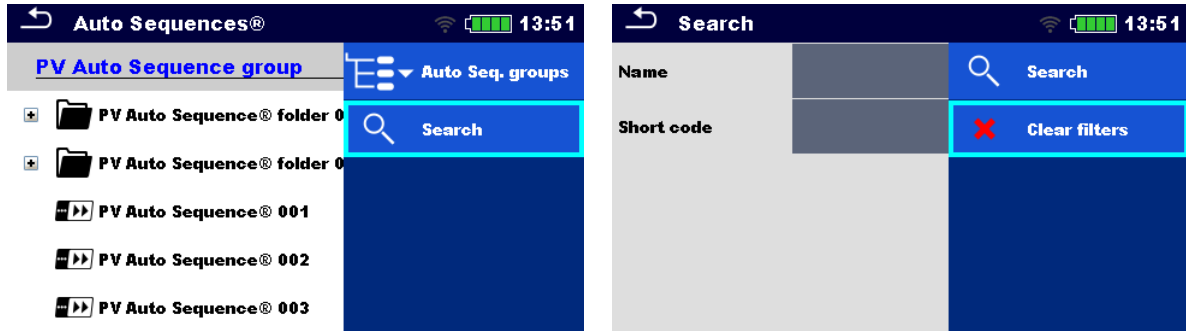 Auto Sequences®
13:51
PV Auto Sequence group
Auto Seq. groups
PV Auto Sequence® folder 0
Search
PV Auto Sequence® folder 0
PV Auto Sequence® 001
PV Auto Sequence® 002
PV Auto Sequence® 003
Search
13:51
Name
Search
Short code
Clear filters